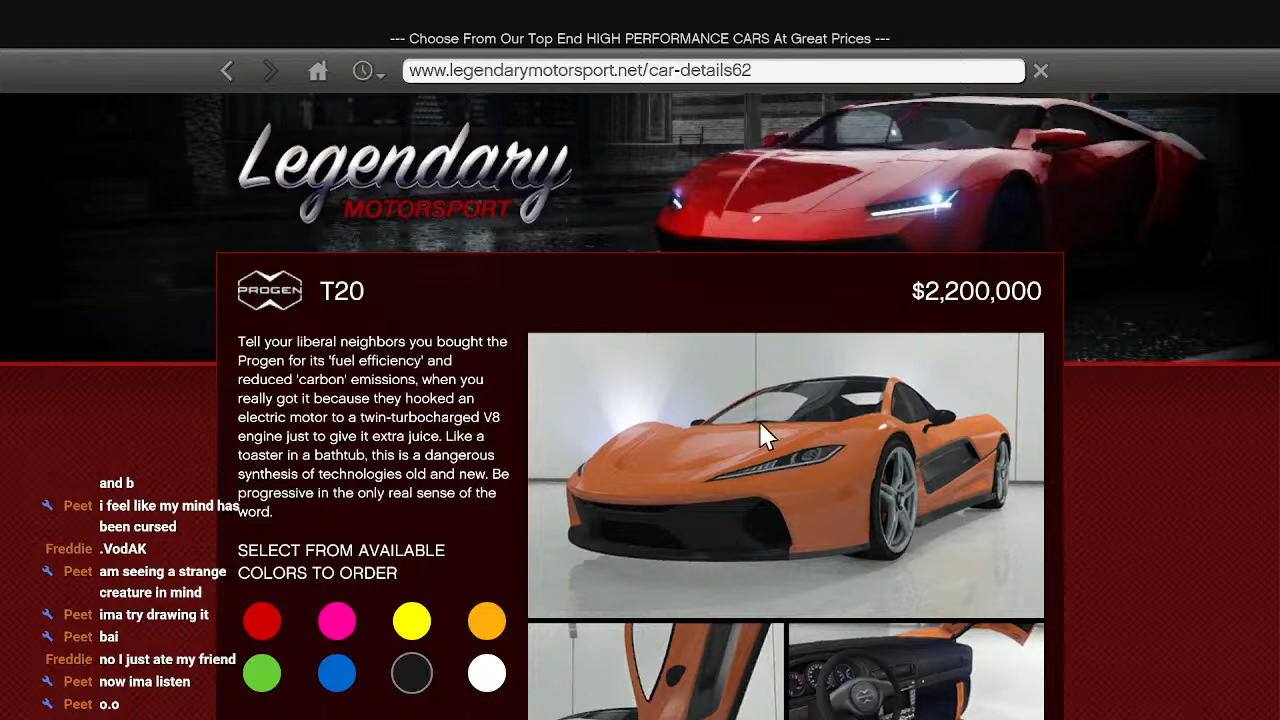 --- Choose From Our Top End HIGH PERFORMANCE CARS At Great Prices ---
www.legendarymotorsport.net/car-details62
Legendary
MOTORSPORT
PROGEN
T20
$2,200,000
Tell your liberal neighbors you bought the
Progen for its 'fuel efficiency' and
reduced 'carbon' emissions, when you
really got it because they hooked an
electric motor to a twin-turbocharged V8
engine just to give it extra juice. Like a
toaster in a bathtub, this is a dangerous
synthesis of technologies old and new. Be
progressive in the only real sense of the
word.
SELECT FROM AVAILABLE
COLORS TO ORDER
and b
Peet i feel like my mind has
been cursed
Freddie .VodAK
Peet am seeing a strange
creature in mind
Peet ima try drawing it
Peet bai
Freddie no I just ate my friend
Peet now ima listen
Peet o.o